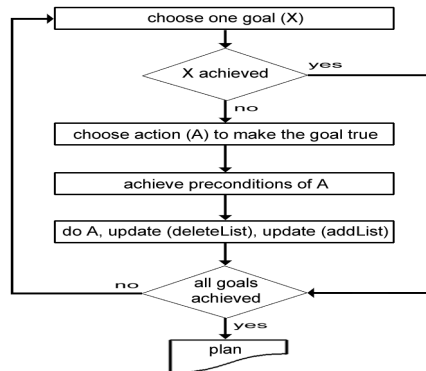 choose one goal (X)
yes
X achieved
no
choose action (A) to make the goal true
achieve preconditions of A
do A, update (deleteList), update (addList)
no
all goals
achieved
yes
plan